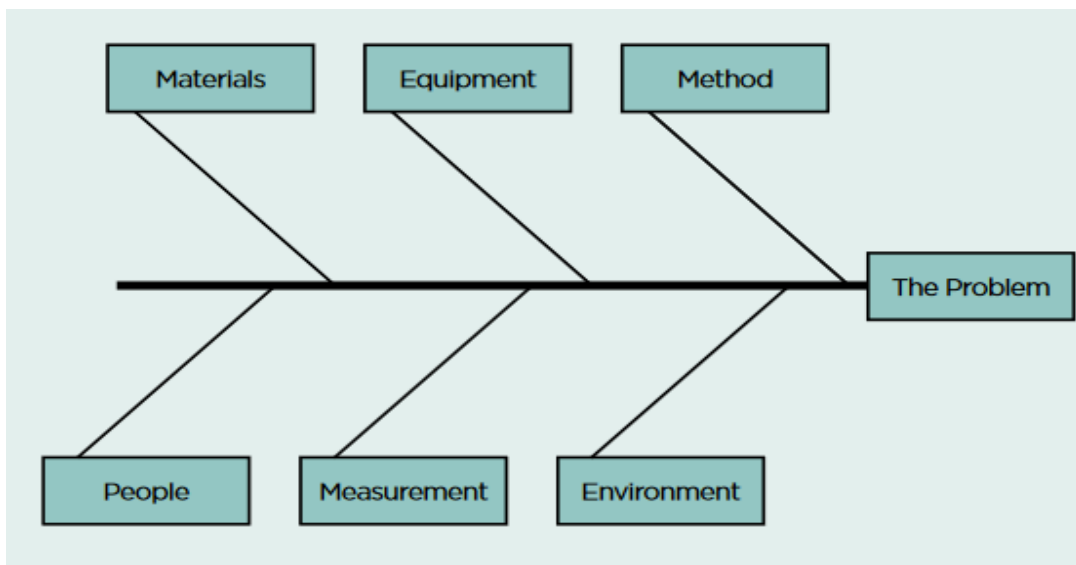 Materials
Equipment
Method
The Problem
People
Measurement
Environment